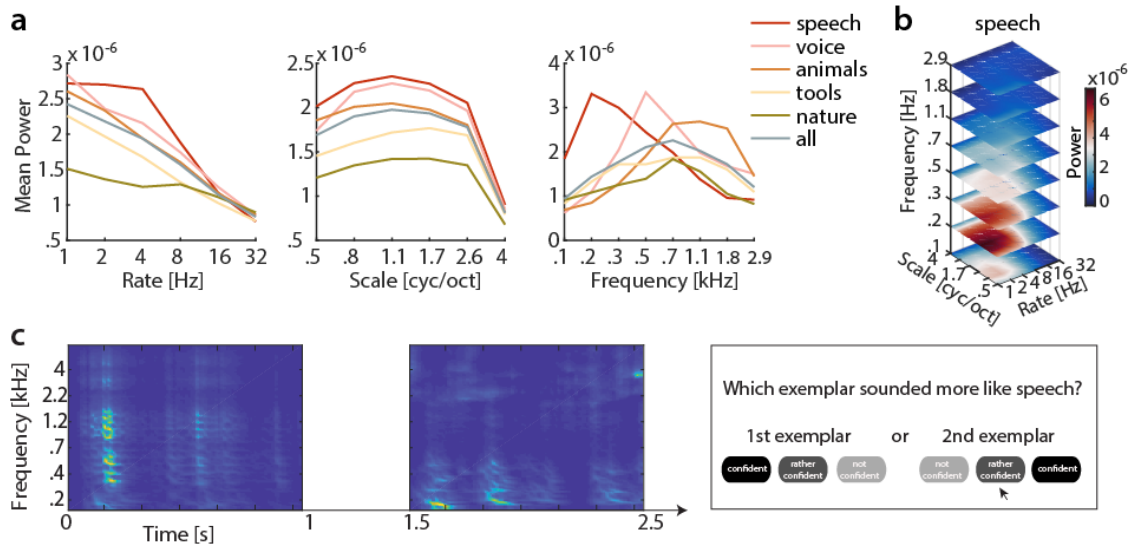 a
x 10-6
3
2.5
2
1.5
1
.5
Mean Power
1 2 4 8 16 32
Rate [Hz]
x 10-6
2.5
2
1.5
1
.5
.5 .8 1.1 1.7 2.6 4
Scale [cyc/oct]
x 10-6
4
3
2
1
0
.1 .2 .3 .5 .7 1.1 1.8 2.9
Frequency [kHz]
speech
voice
animals
tools
nature
all
b
speech
2.9
1.8
1.1
.7
.5
.3
.2
.1
Frequency [Hz]
4
1.7
.5
Scale [cyc/oct]
1 2 4 8 16 32
Rate [Hz]
x 10-6
6
4
2
0
Power
c
Frequency [kHz]
4
2.2
1.2
.7
.4
.2
0 1 1.5 2.5
Time [s]
Which exemplar sounded more like speech?
1st exemplar or 2nd exemplar
confident rather confident not confident not confident rather confident confident